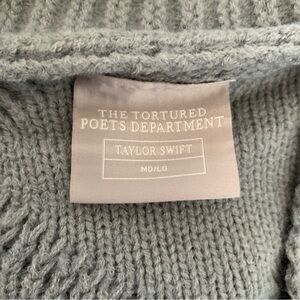 THE TORTURED
POETS DEPARTMENT
TAYLOR SWIFT
MD/LG